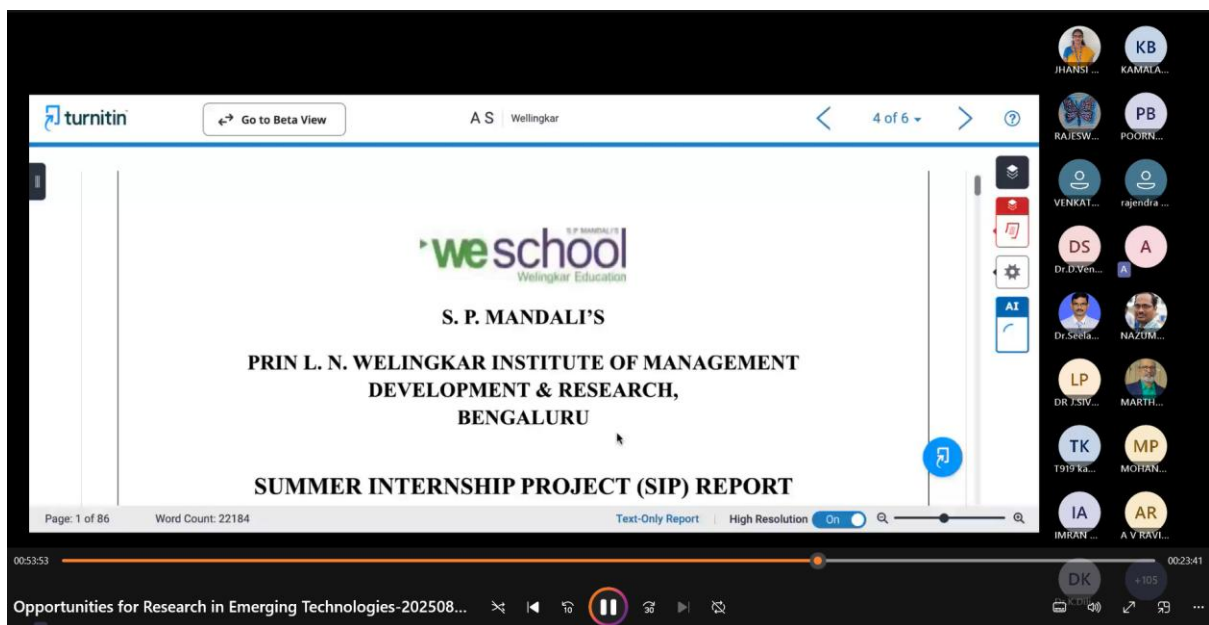 turnitin
Go to Beta View
A S Wellingkar
4 of 6
S.P. MANDALI'S
weschool
Welingkar Education
S. P. MANDALI'S
PRIN L. N. WELINGKAR INSTITUTE OF MANAGEMENT
DEVELOPMENT & RESEARCH,
BENGALURU
SUMMER INTERNSHIP PROJECT (SIP) REPORT
AI
Page: 1 of 86 Word Count: 22184 Text-Only Report High Resolution On
KB
JHANSI ... KAMALA...
PB
RAJESW... POORN...
VENKAT... rajendra ...
DS A
Dr.D.Ven... A
Dr.Seela... NAZUM...
LP
DR J.SIV... MARTH...
TK MP
T919 ka... MOHAN...
IA AR
IMRAN ... A V RAVI...
DK +105
00:53:53 00:23:41
Opportunities for Research in Emerging Technologies-202508... 10 30